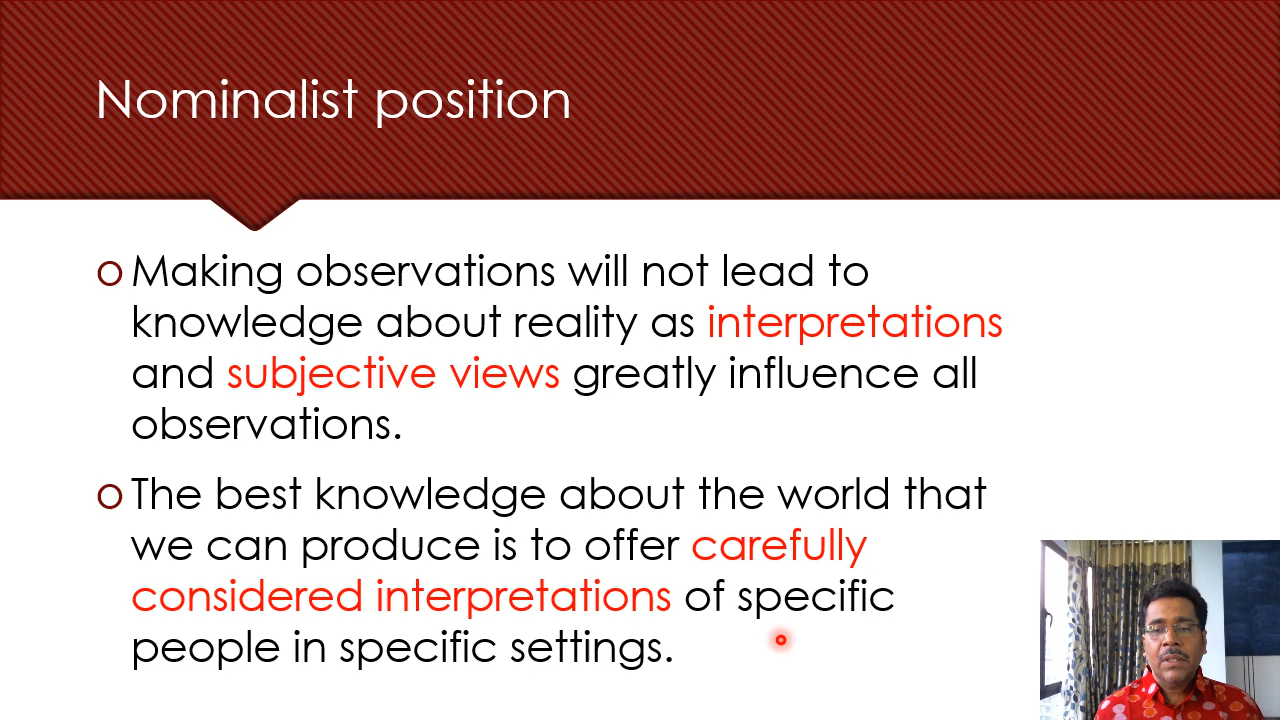 Nominalist position
Making observations will not lead to
knowledge about reality as interpretations
and subjective views greatly influence all
observations.
The best knowledge about the world that
we can produce is to offer carefully
considered interpretations of specific
people in specific settings.